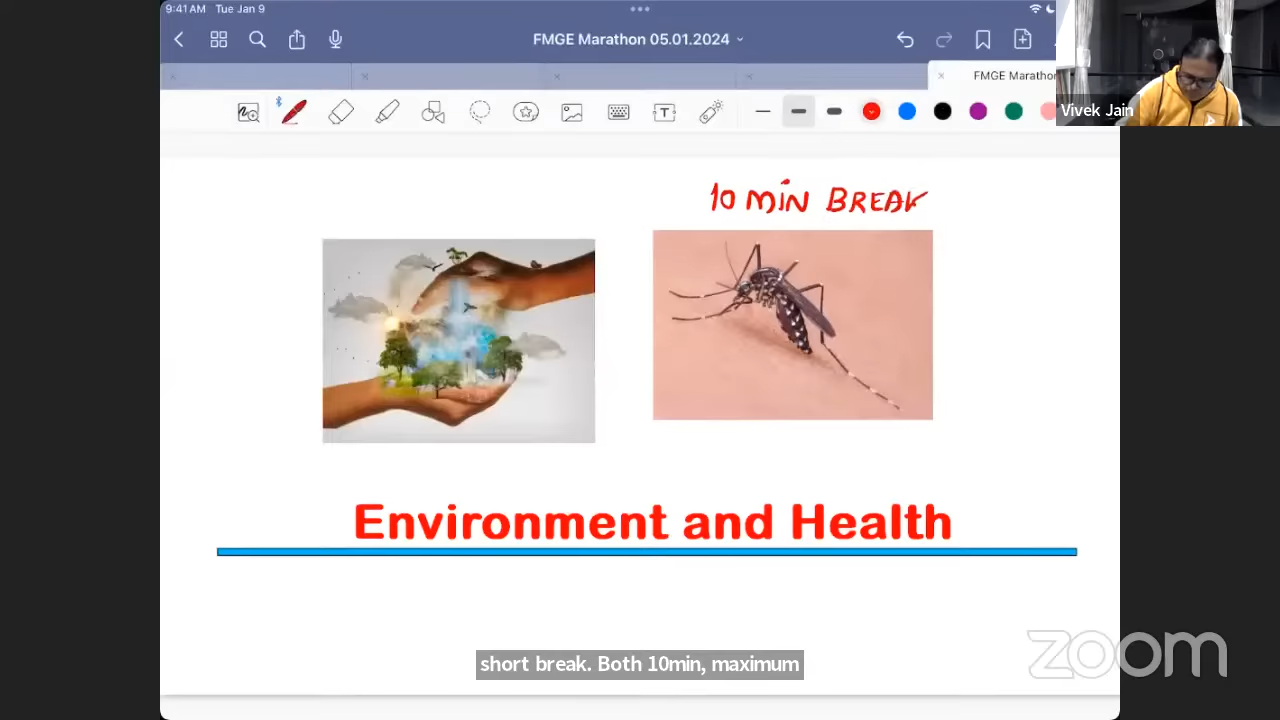 9:41 AM Tue Jan 9
FMGE Marathon 05.01.2024
FMGE Marathon
T
Vivek Jain
10 MIN BREAK
Environment and Health
short break. Both 10min, maximum
zoom